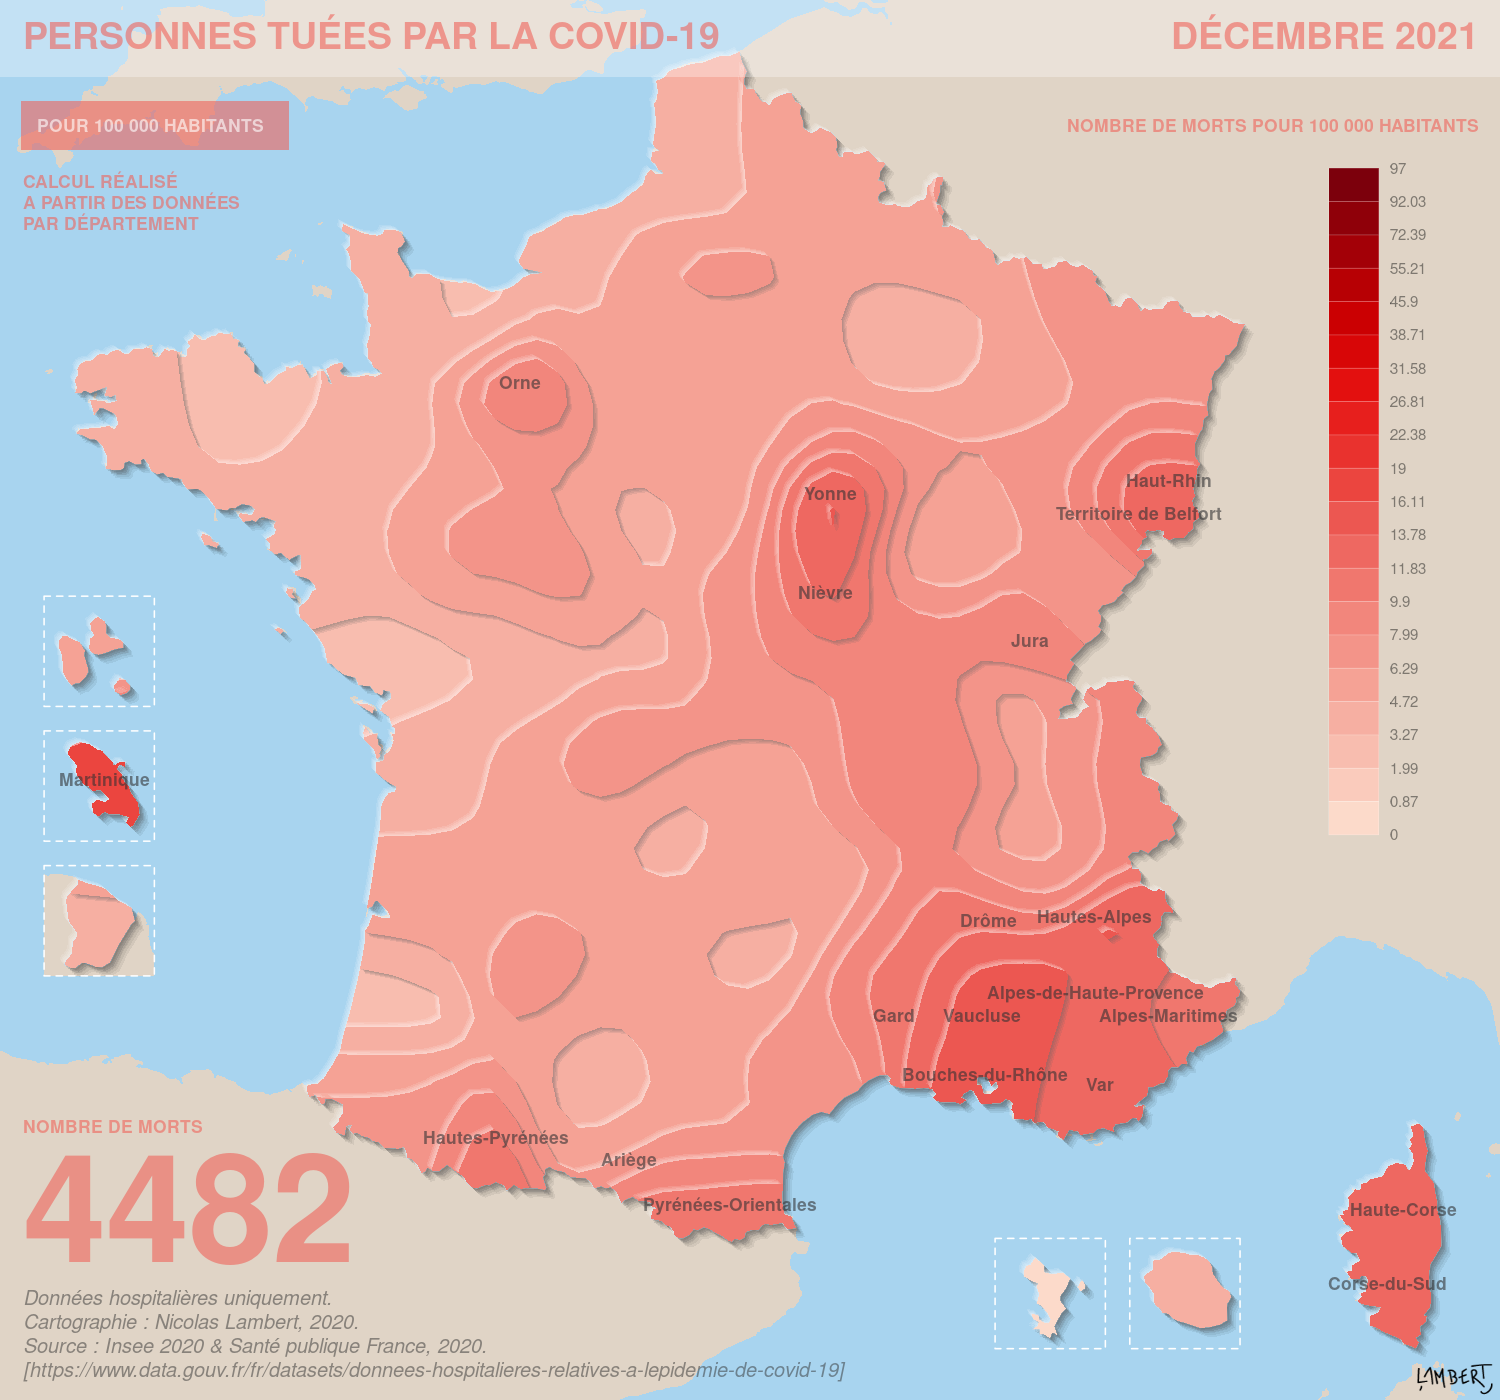 PERSONNES TUÉES PAR LA COVID-19
DÉCEMBRE 2021
POUR 100 000 HABITANTS
CALCUL RÉALISÉ
A PARTIR DES DONNÉES
PAR DÉPARTEMENT
NOMBRE DE MORTS POUR 100 000 HABITANTS
97
92.03
72.39
55.21
45.9
38.71
31.58
26.81
22.38
19
16.11
13.78
11.83
9.9
7.99
6.29
4.72
3.27
1.99
0.87
0
Orne
Yonne
Haut-Rhin
Territoire de Belfort
Nièvre
Jura
Martinique
Drôme
Hautes-Alpes
Alpes-de-Haute-Provence
Gard
Vaucluse
Alpes-Maritimes
Bouches-du-Rhône
Var
Hautes-Pyrénées
Ariège
Pyrénées-Orientales
Haute-Corse
Corse-du-Sud
NOMBRE DE MORTS
4482
Données hospitalières uniquement.
Cartographie : Nicolas Lambert, 2020.
Source : Insee 2020 & Santé publique France, 2020.
[https://www.data.gouv.fr/fr/datasets/donnees-hospitalieres-relatives-a-lepidemie-de-covid-19]
LAMBERT